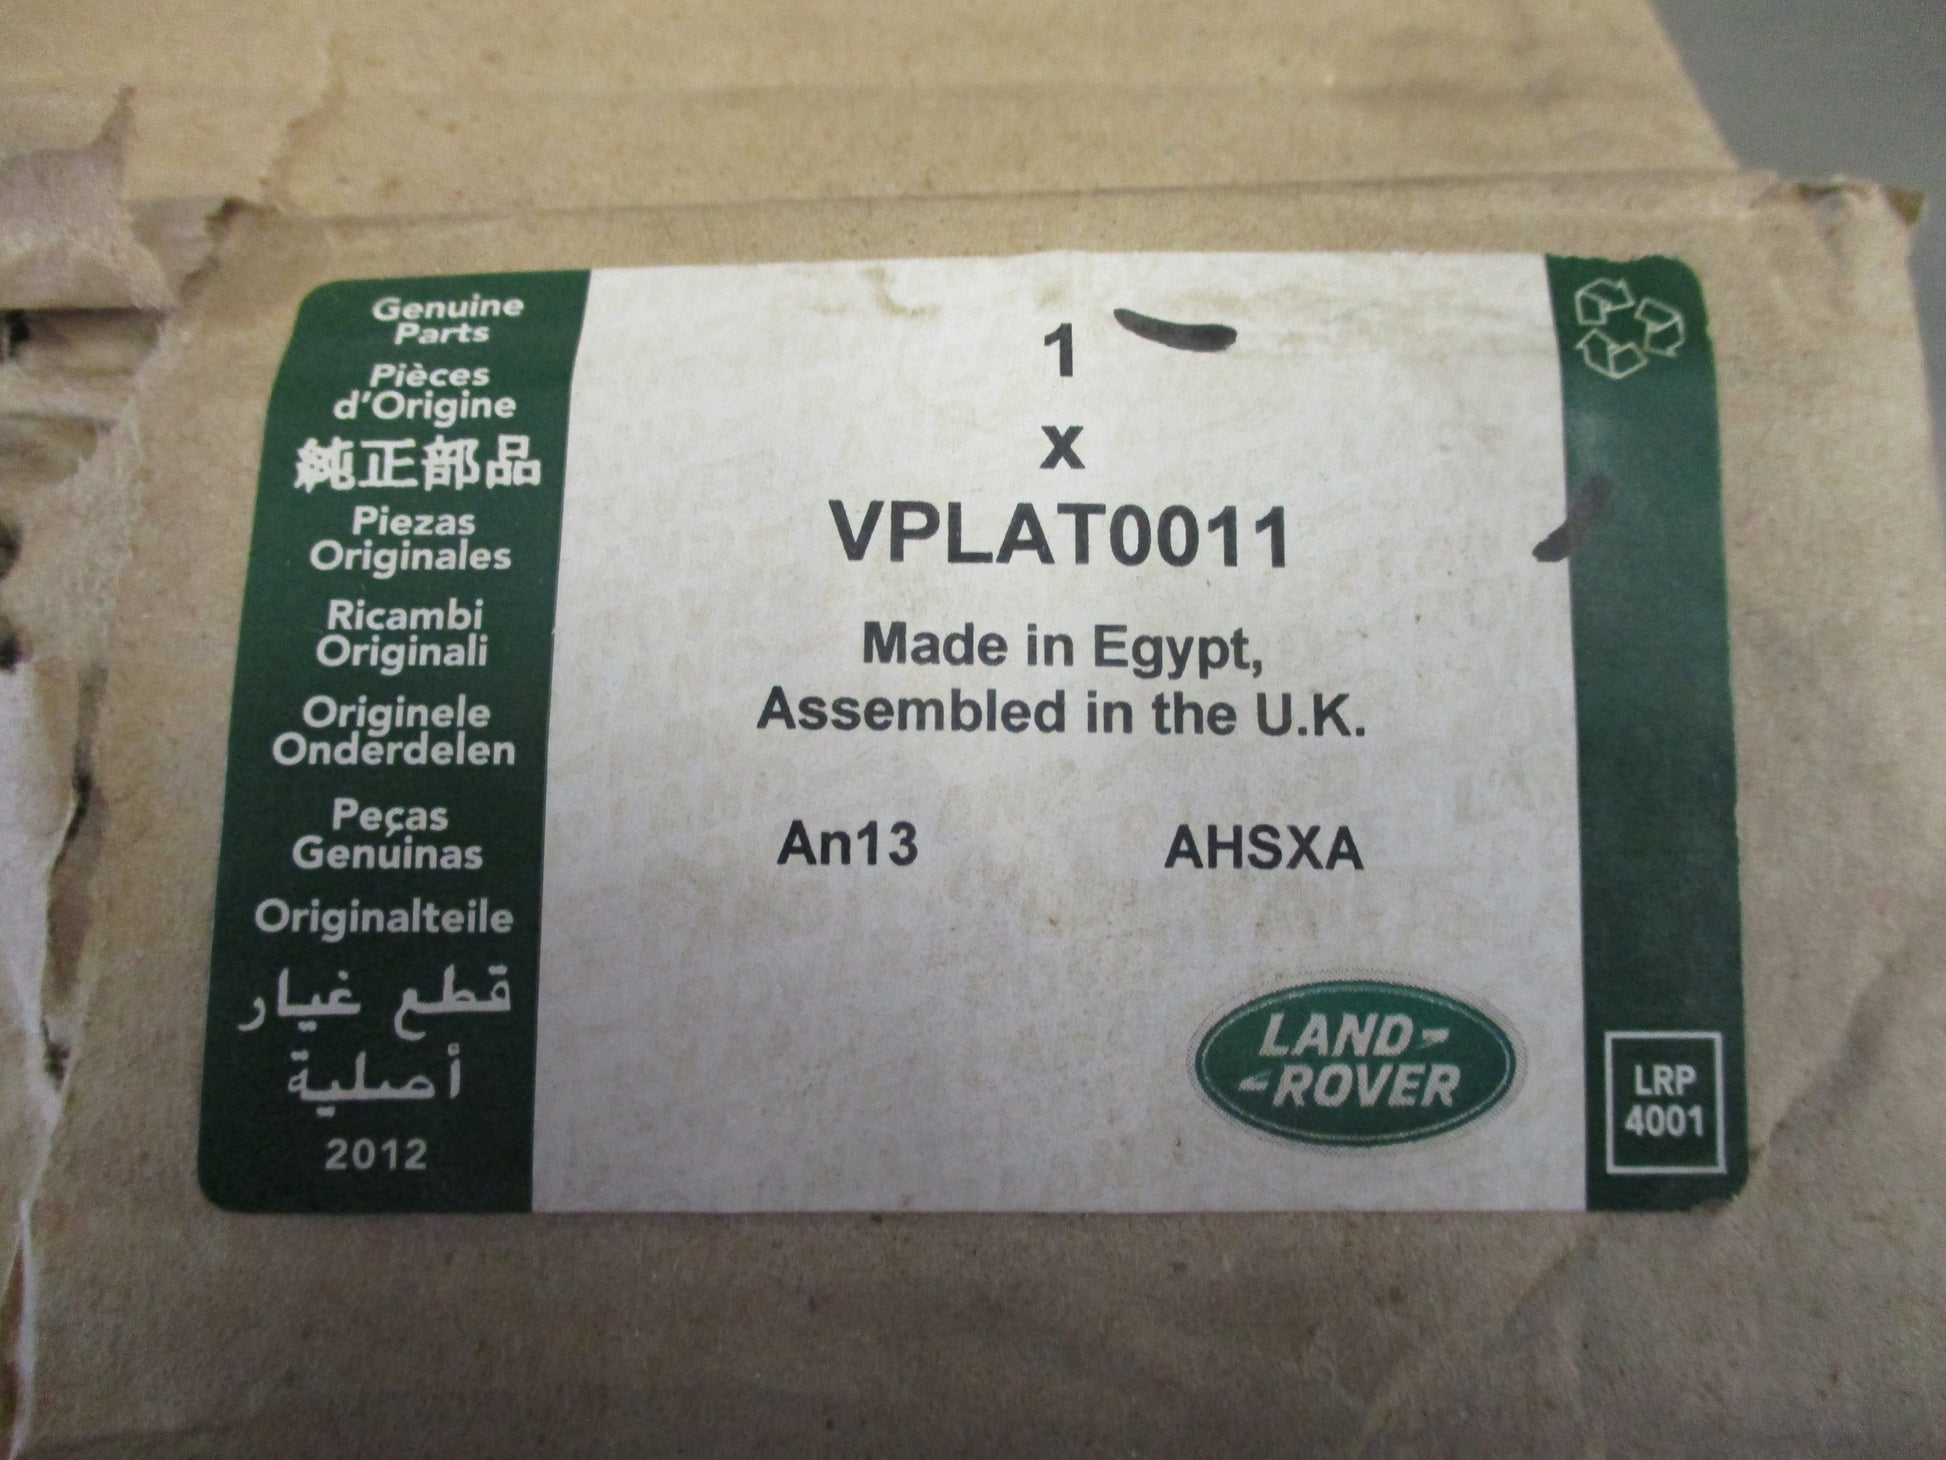 Genuine
Parts
Pièces
d'Origine
純正部品
Piezas
Originales
Ricambi
Originali
Originele
Onderdelen
Peças
Genuínas
Originalteile
قطع غيار
أصلية
2012
1
x
VPLAT0011
Made in Egypt,
Assembled in the U.K.
An13 AHSXA
LAND-
-ROVER
LRP
4001